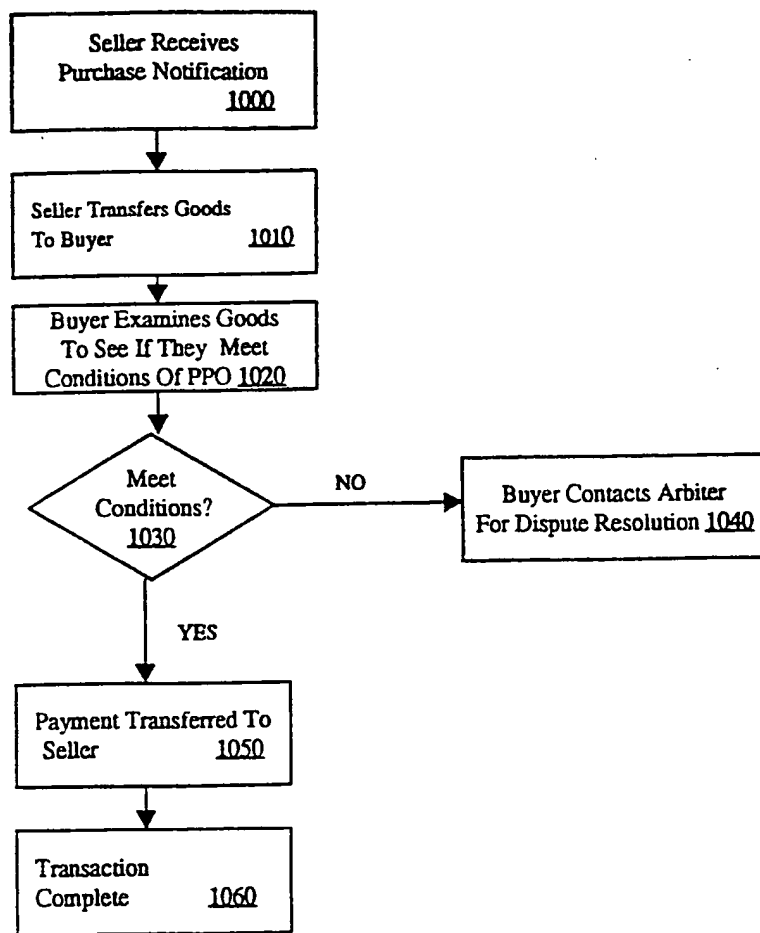 Seller Receives
Purchase Notification
1000
Seller Transfers Goods
To Buyer 1010
Buyer Examines Goods
To See If They Meet
Conditions Of PPO 1020
Meet
Conditions?
1030
NO
Buyer Contacts Arbiter
For Dispute Resolution 1040
YES
Payment Transferred To
Seller 1050
Transaction
Complete 1060